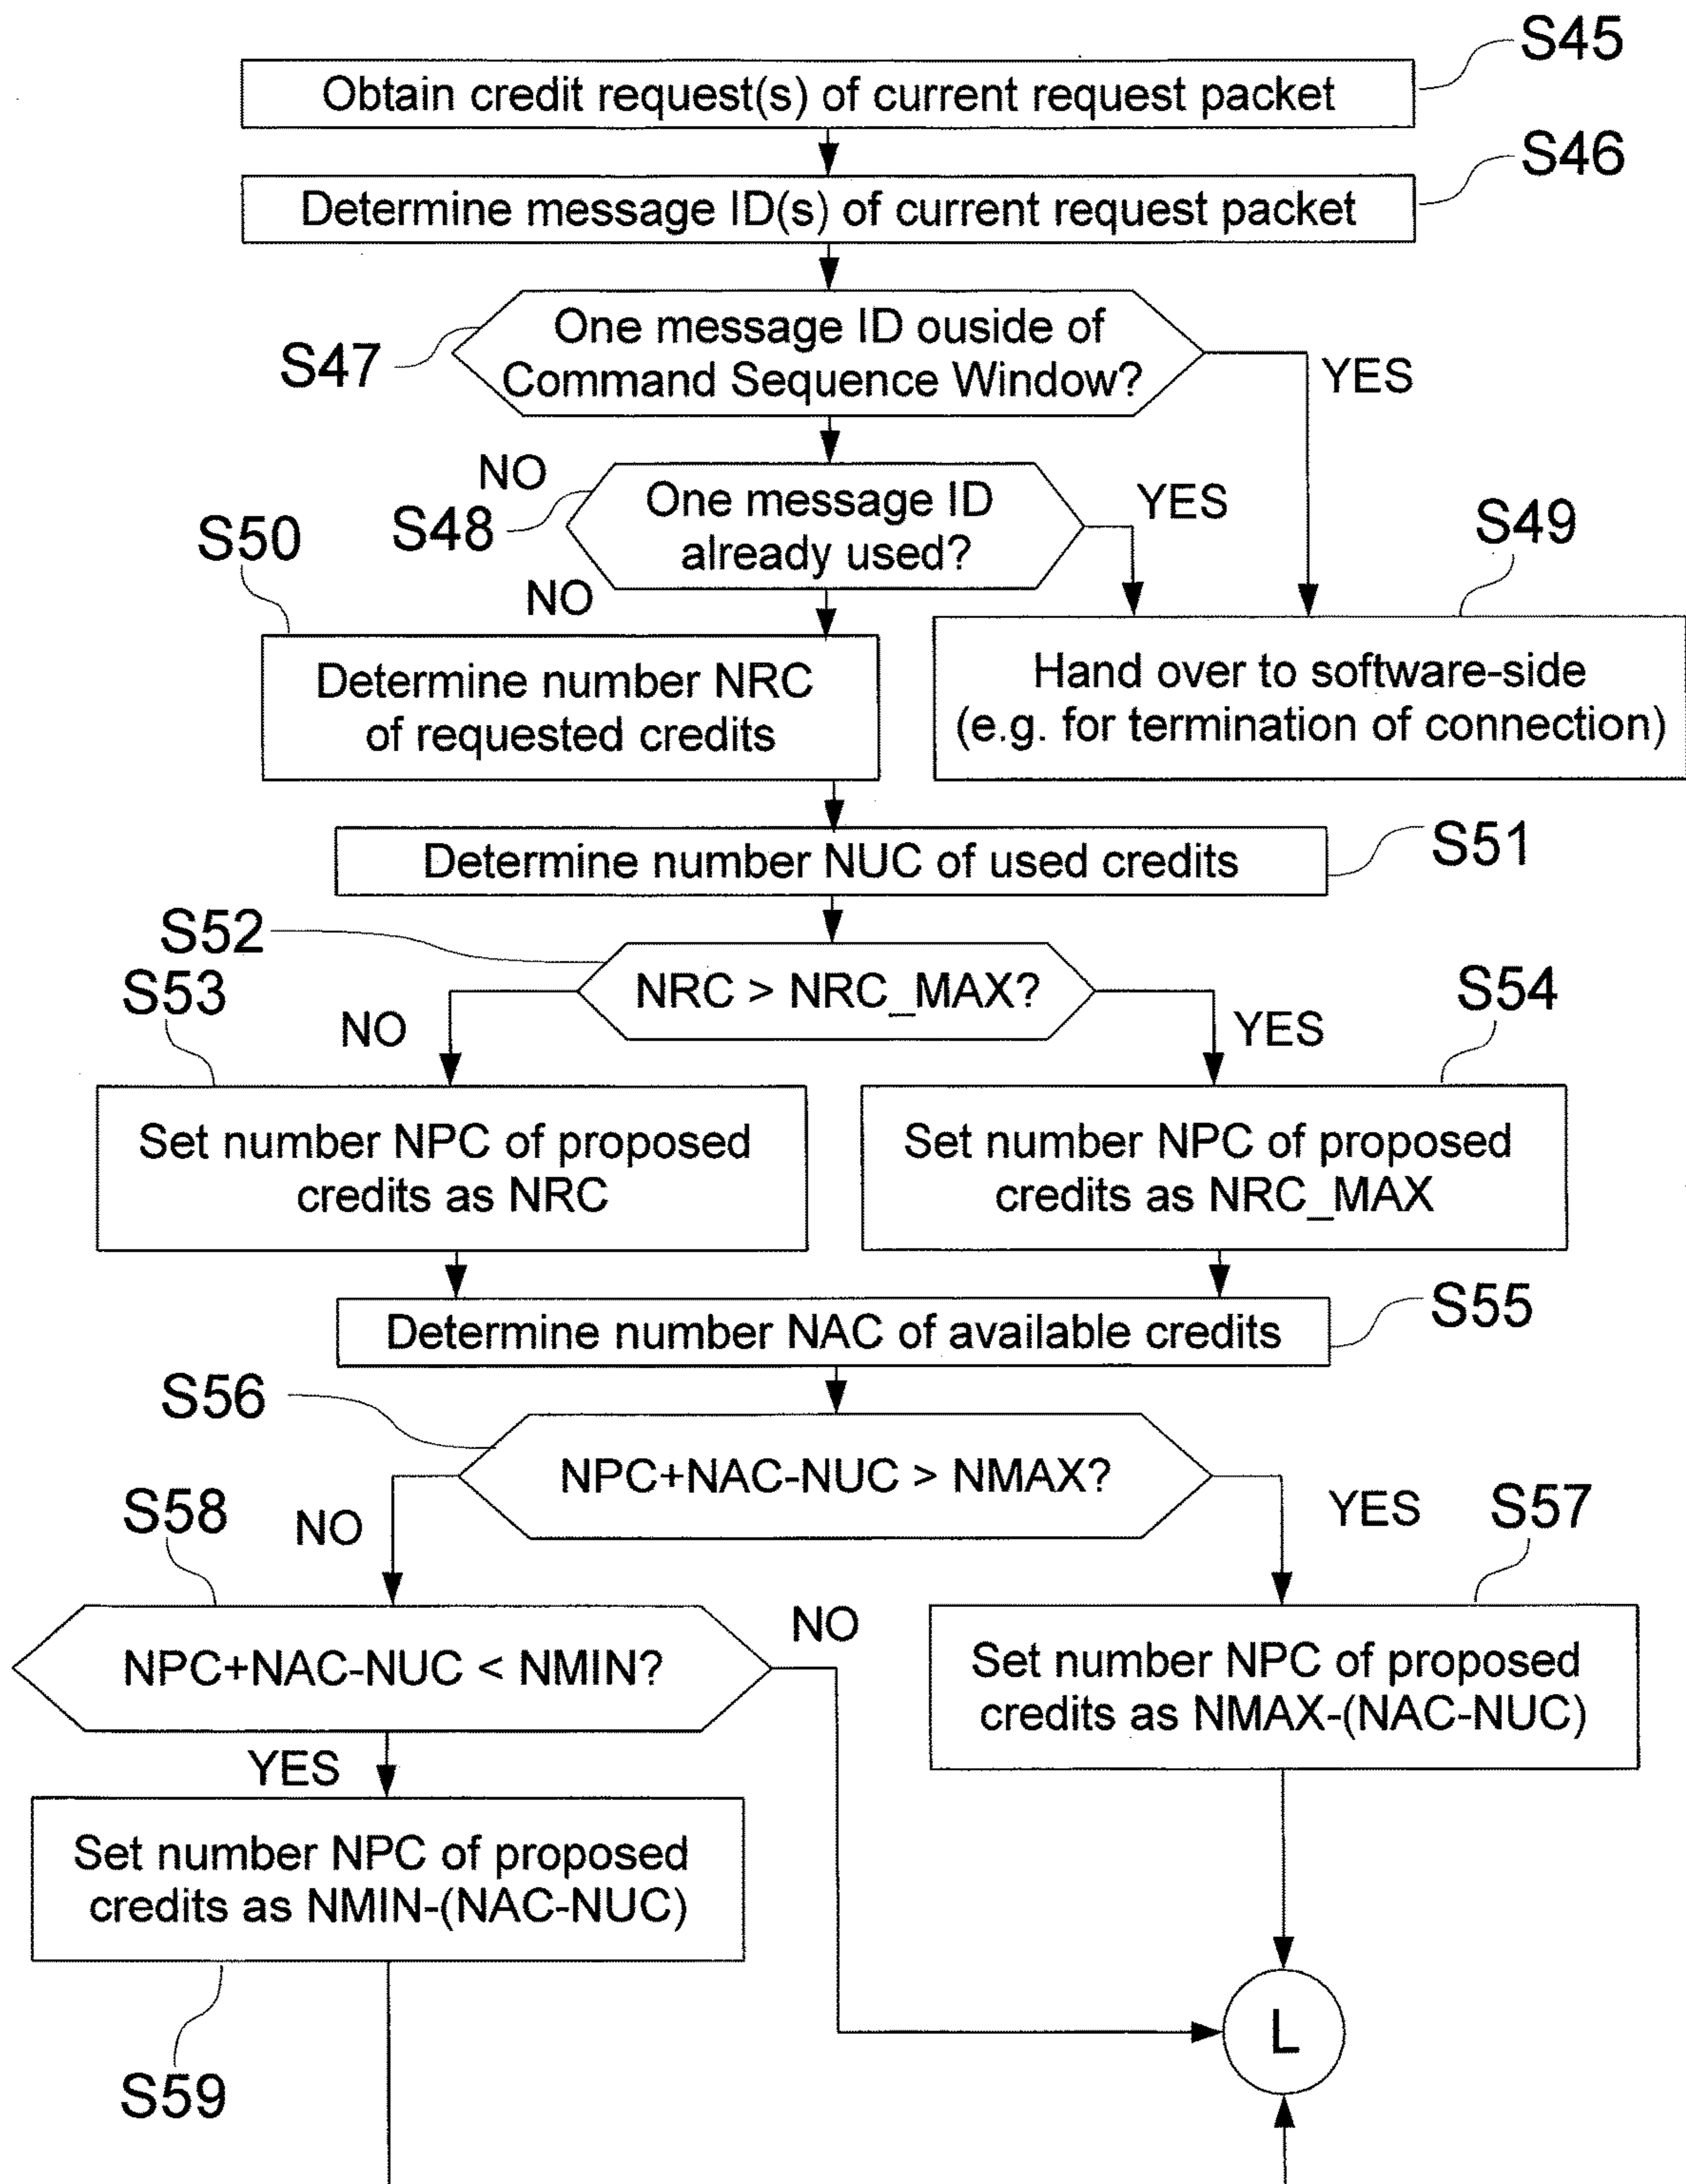 S45
Obtain credit request(s) of current request packet
S46
Determine message ID(s) of current request packet
S47
One message ID ouside of
Command Sequence Window?
YES
NO
S48
One message ID
already used?
YES
S49
S50
NO
Determine number NRC
of requested credits
Hand over to software-side
(e.g. for termination of connection)
S51
Determine number NUC of used credits
S52
NRC > NRC_MAX?
S53
NO
YES
S54
Set number NPC of proposed
credits as NRC
Set number NPC of proposed
credits as NRC_MAX
S55
Determine number NAC of available credits
S56
NPC+NAC-NUC > NMAX?
S58
NO
YES
S57
NPC+NAC-NUC < NMIN?
NO
Set number NPC of proposed
credits as NMAX-(NAC-NUC)
YES
Set number NPC of proposed
credits as NMIN-(NAC-NUC)
L
S59